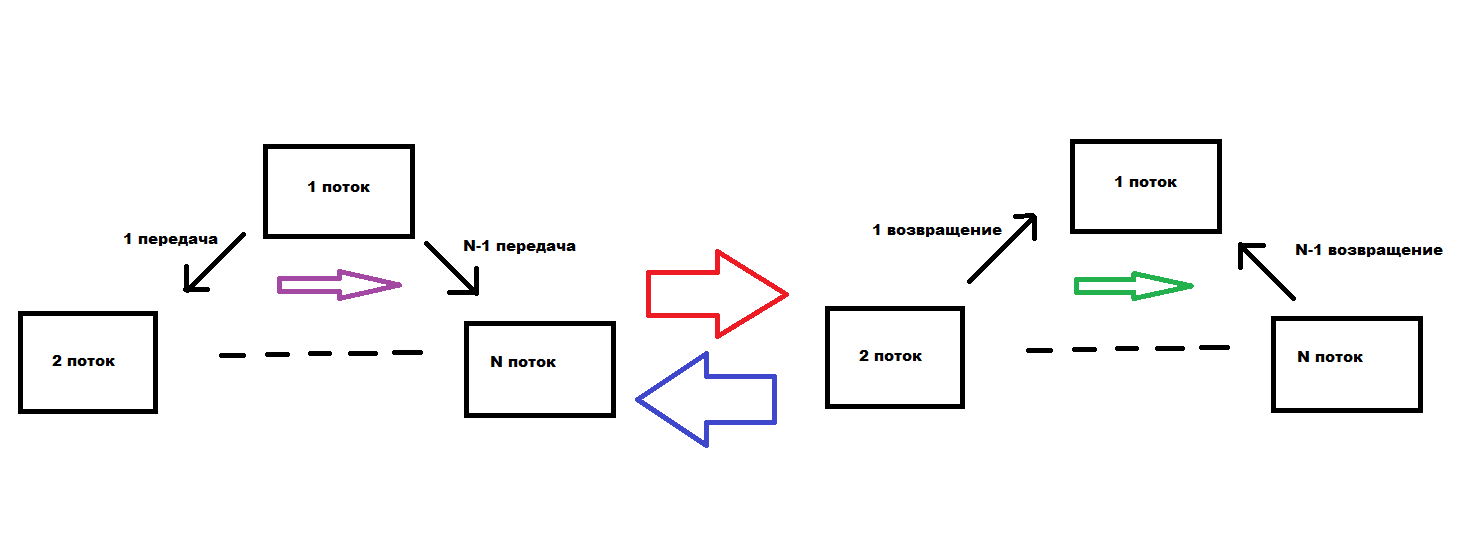 1 поток
1 передача
N-1 передача
2 поток
N поток
1 поток
1 возвращение
N-1 возвращение
2 поток
N поток